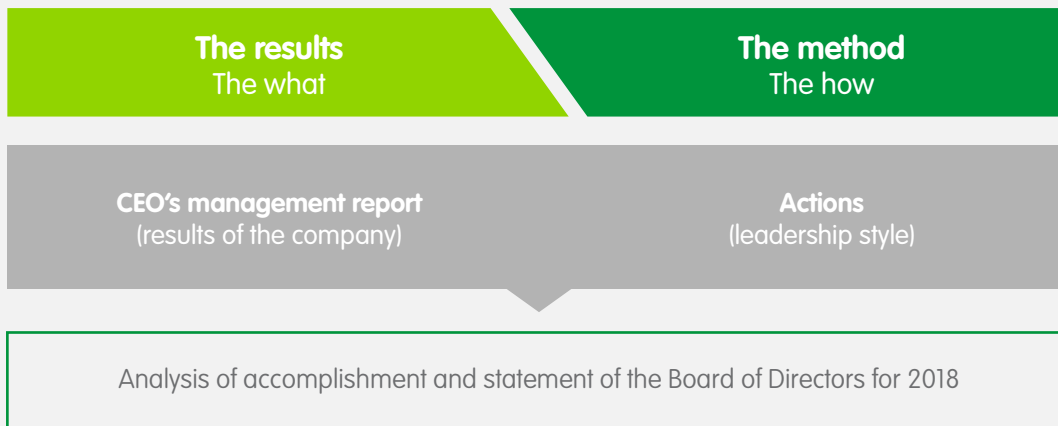 The results
The what
The method
The how
CEO's management report
(results of the company)
Actions
(leadership style)
Analysis of accomplishment and statement of the Board of Directors for 2018